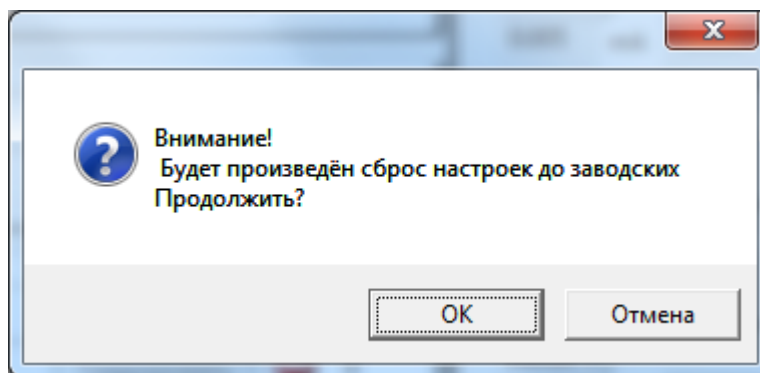 Внимание!
Будет произведён сброс настроек до заводских
Продолжить?
OK
Отмена